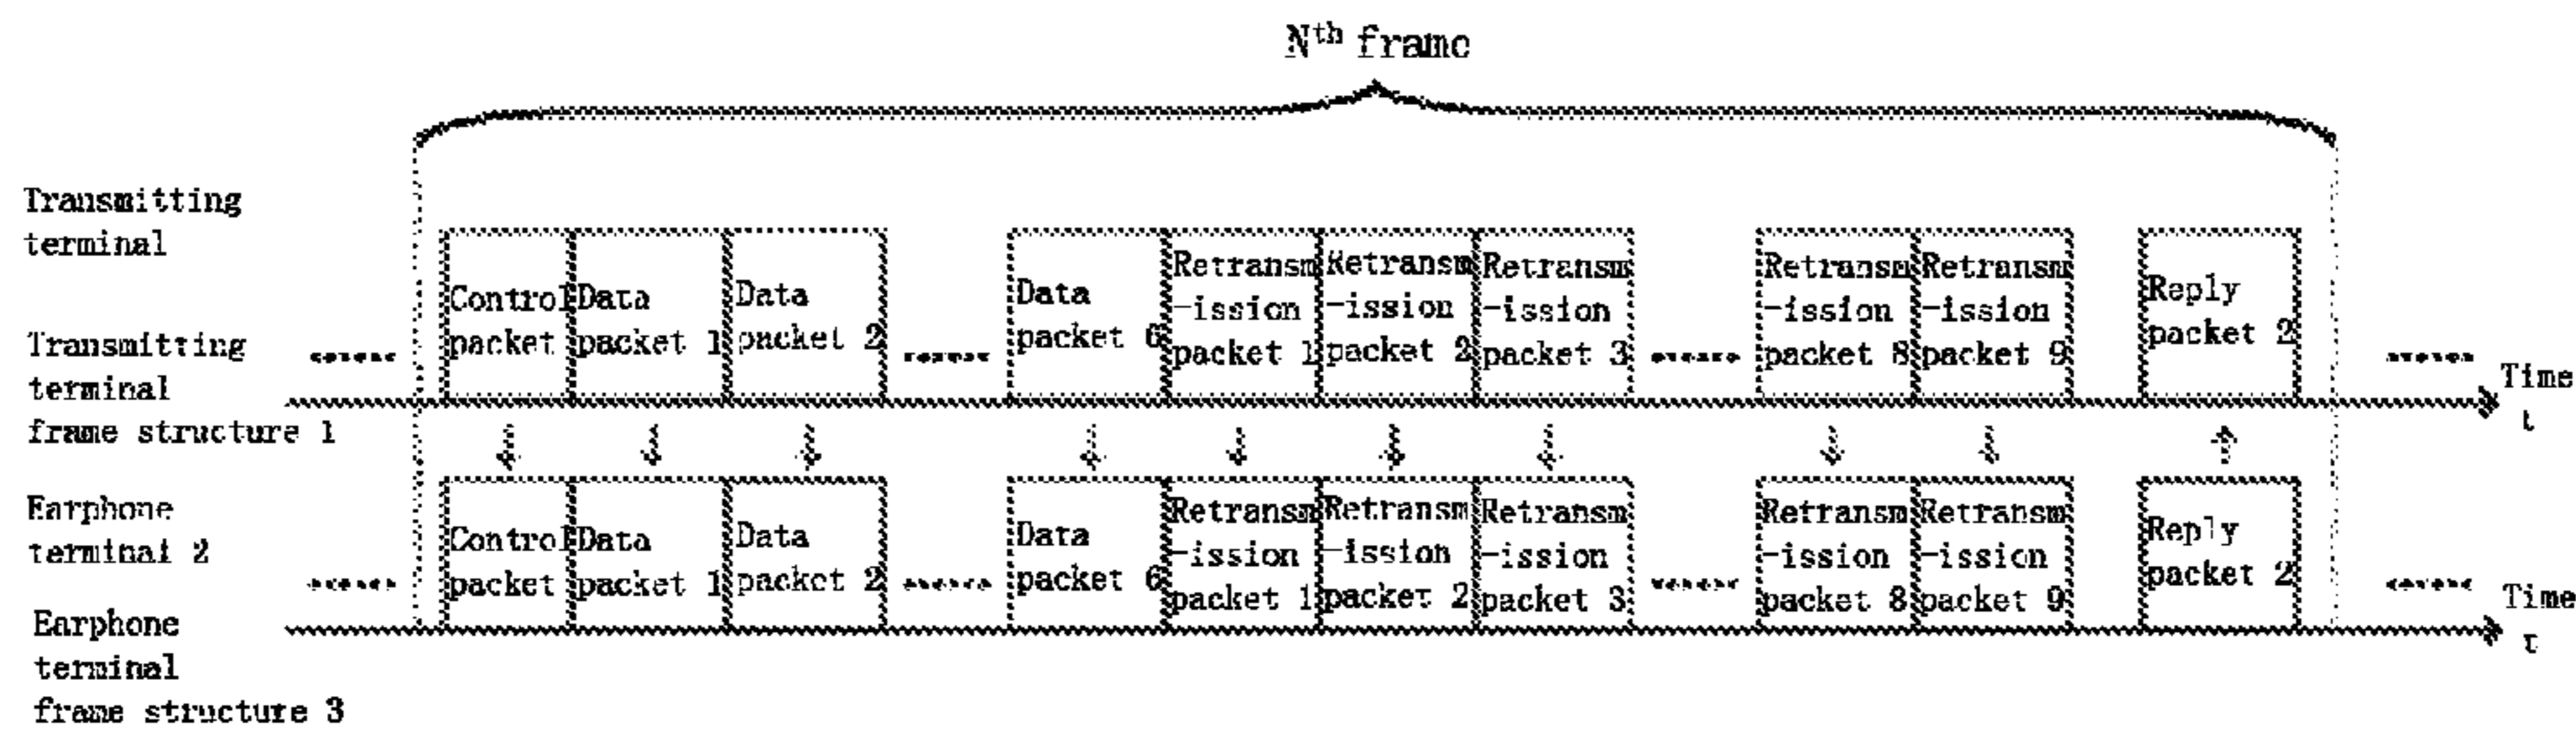 Nth frame
Transmitting
terminal
Transmitting
terminal
frame structure 1
Control
packet
Data
packet 1
Data
packet 2
Data
packet 6
Retransm
-ission
packet 1
Retransm
-ission
packet 2
Retransm
-ission
packet 3
Retransm
-ission
packet 8
Retransm
-ission
packet 9
Reply
packet 2
Time
t
Earphone
terminal 2
Earphone
terminal
frame structure 3
Control
packet
Data
packet 1
Data
packet 2
Data
packet 6
Retransm
-ission
packet 1
Retransm
-ission
packet 2
Retransm
-ission
packet 3
Retransm
-ission
packet 8
Retransm
-ission
packet 9
Reply
packet 2
Time
t